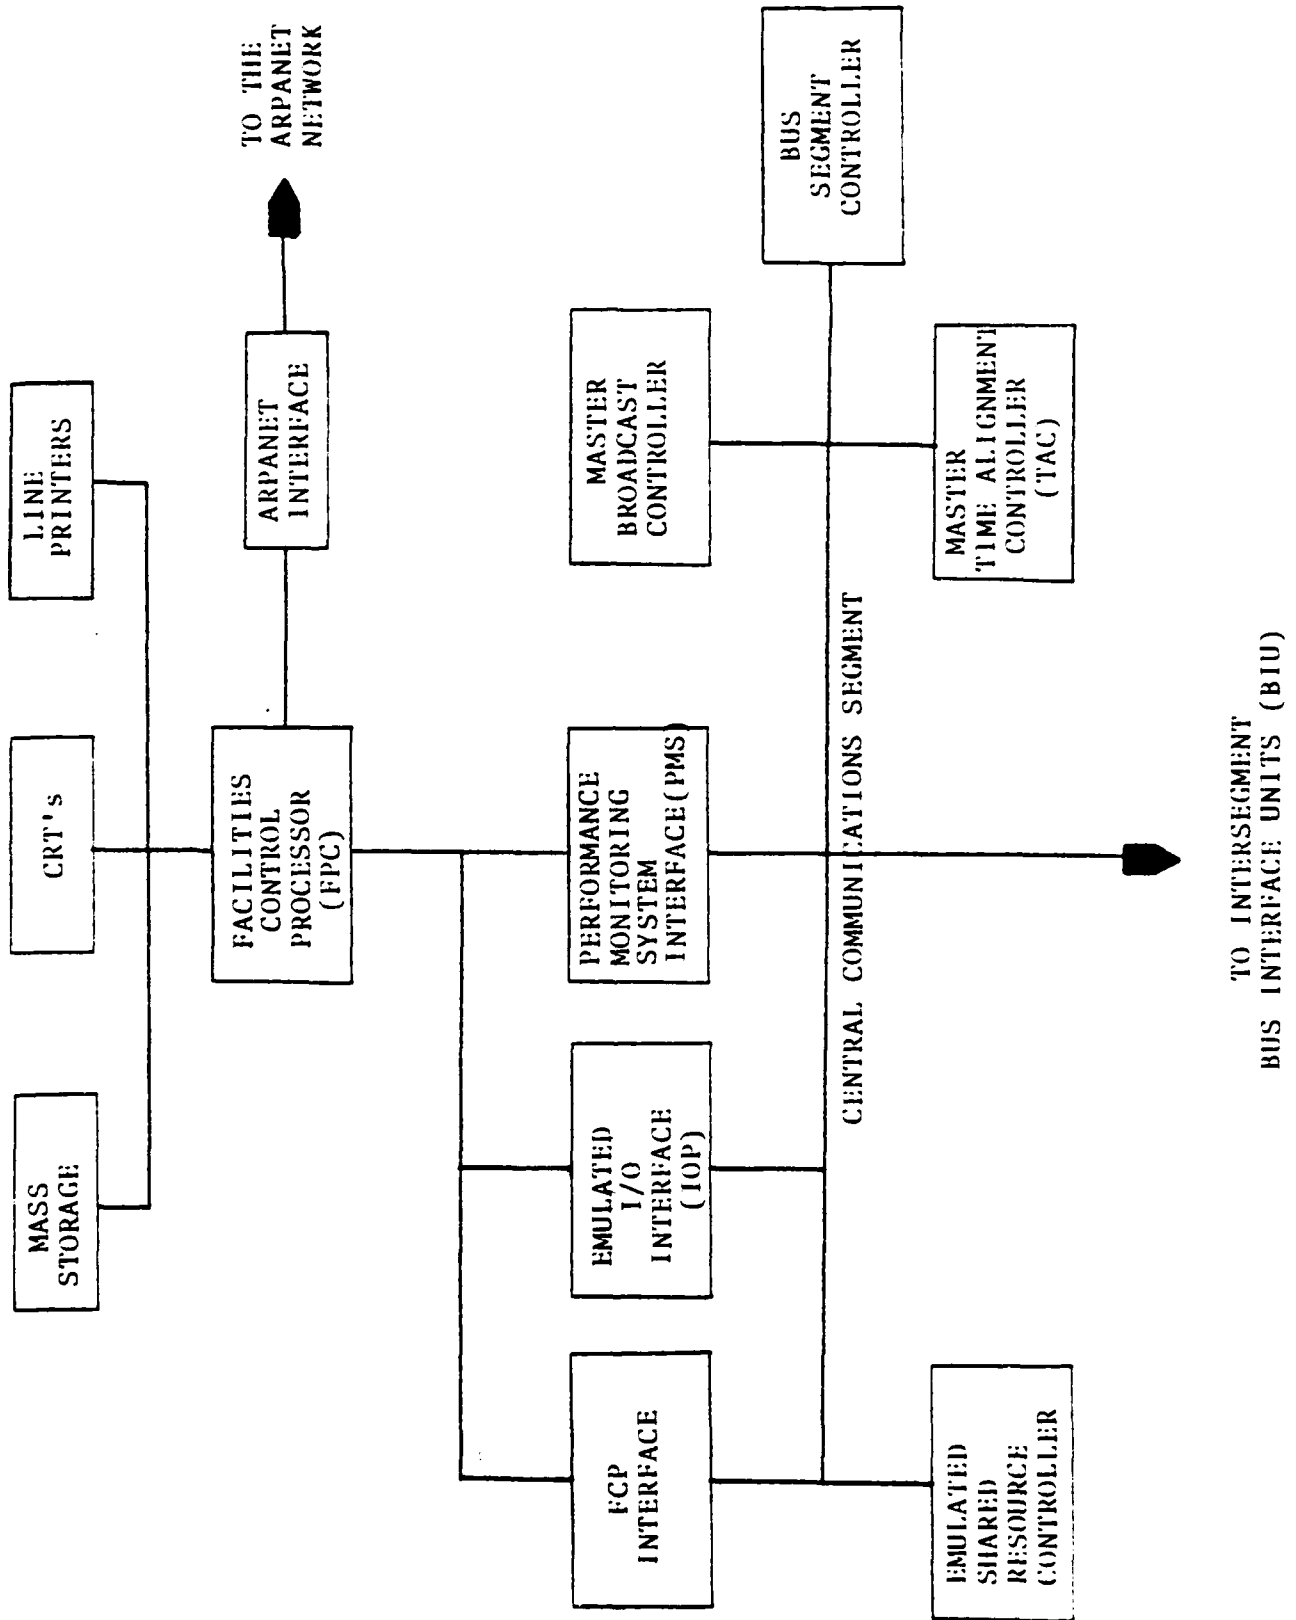 MASS
STORAGE
CRT's
LINE
PRINTERS
FACILITIES
CONTROL
PROCESSOR
(FPC)
ARPANET
INTERFACE
TO THE
ARPANET
NETWORK
FCP
INTERFACE
EMULATED
I/O
INTERFACE
(IOP)
PERFORMANCE
MONITORING
SYSTEM
INTERFACE(PMS)
MASTER
BROADCAST
CONTROLLER
BUS
SEGMENT
CONTROLLER
CENTRAL COMMUNICATIONS SEGMENT
EMULATED
SHARED
RESOURCE
CONTROLLER
MASTER
TIME ALIGNMENT
CONTROLLER
(TAC)
TO INTERSEGMENT
BUS INTERFACE UNITS (BIU)